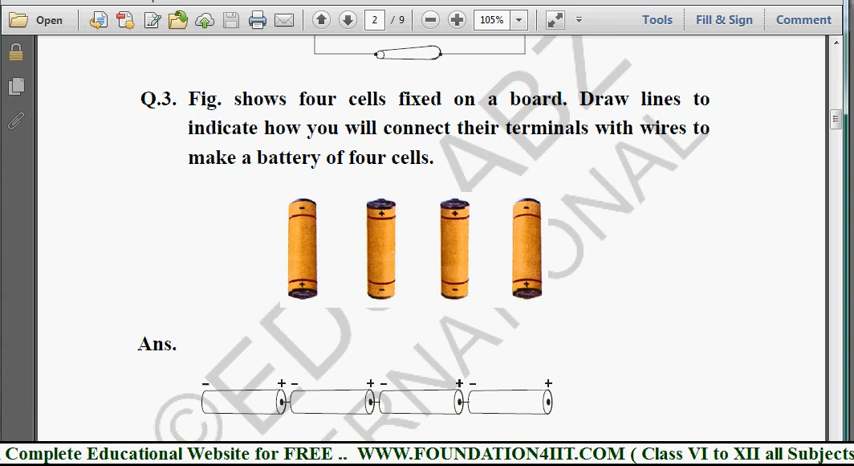 Open
2 / 9
105%
Tools
Fill & Sign
Comment
Q.3. Fig. shows four cells fixed on a board. Draw lines to
indicate how you will connect their terminals with wires to
make a battery of four cells.
- + + -
+ - - +
Ans.
- + - + - + - +
© EDULABZ
INTERNATIONAL
Complete Educational Website for FREE .. WWW.FOUNDATION4IIT.COM ( Class VI to XII all Subjects